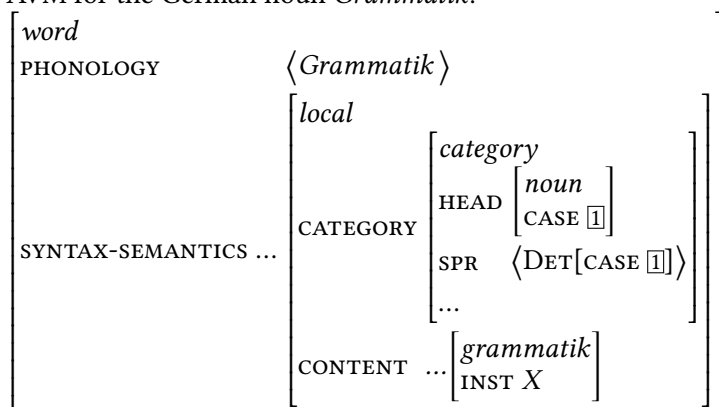 AVM for the German noun Grammatik:
word
PHONOLOGY ⟨Grammatik⟩
local
category
HEAD noun
CASE 1
CATEGORY
SYNTAX-SEMANTICS ...
SPR ⟨DET[CASE 1]⟩
...
CONTENT ... grammatik
INST X